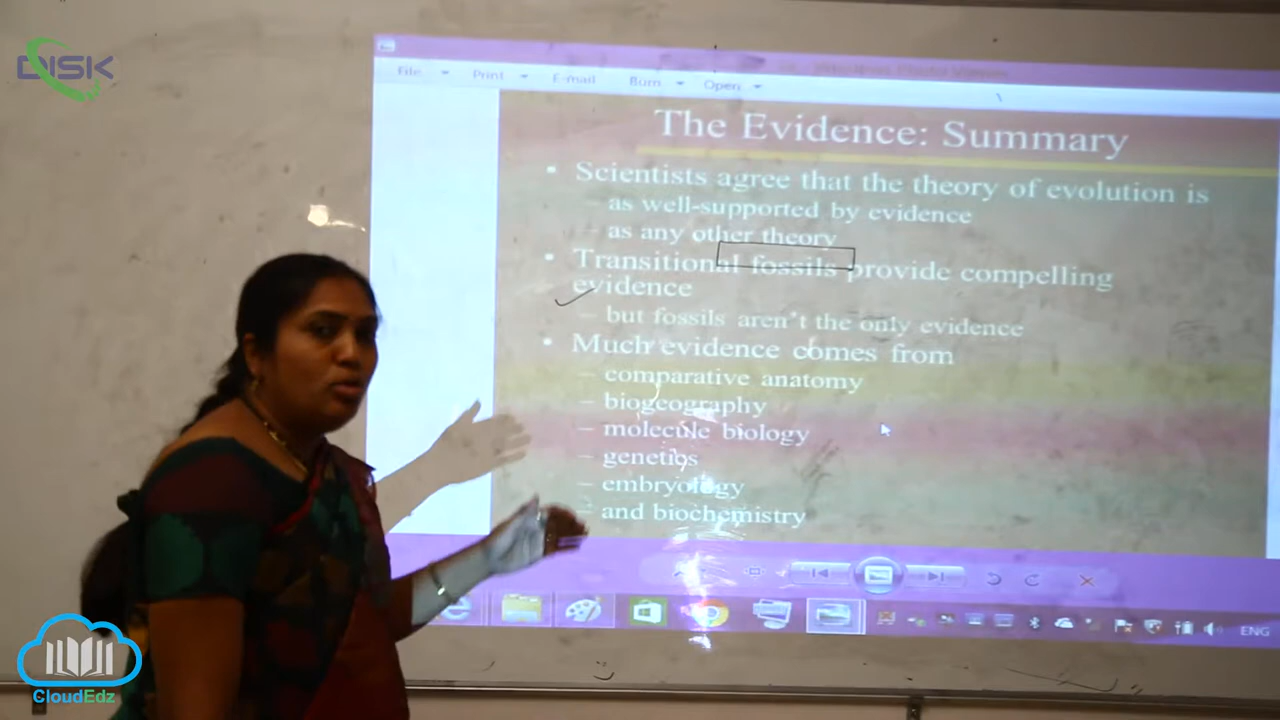 DISK
File
Print
E-mail
Burn
Open
The Evidence: Summary
• Scientists agree that the theory of evolution is
– as well-supported by evidence
– as any other theory
• Transitional fossils provide compelling
evidence
– but fossils aren't the only evidence
• Much evidence comes from
– comparative anatomy
– biogeography
– molecule biology
– genetics
– embryology
– and biochemistry
ENG
CloudEdz